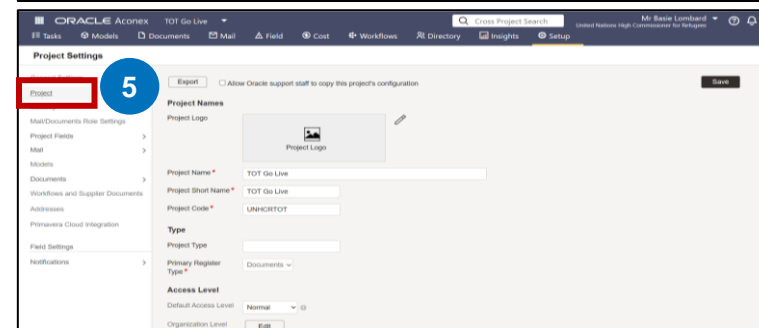 ORACLE Aconex TOT Go Live Cross Project Search Mr Basie Lombard
United Nations High Commissioner for Refugees
Tasks Models Documents Mail Field Cost Workflows Directory Insights Setup
Project Settings
Export Allow Oracle support staff to copy this project's configuration Save
Project
5
Project Names
Mail/Documents Role Settings
Project Logo
Project Fields
Project Logo
Mail
Models
Project Name * TOT Go Live
Documents
Project Short Name * TOT Go Live
Workflows and Supplier Documents
Project Code * UNHCRTOT
Addresses
Primavera Cloud Integration
Type
Field Settings
Project Type
Notifications
Primary Register Type * Documents
Access Level
Default Access Level Normal
Organization Level Edit